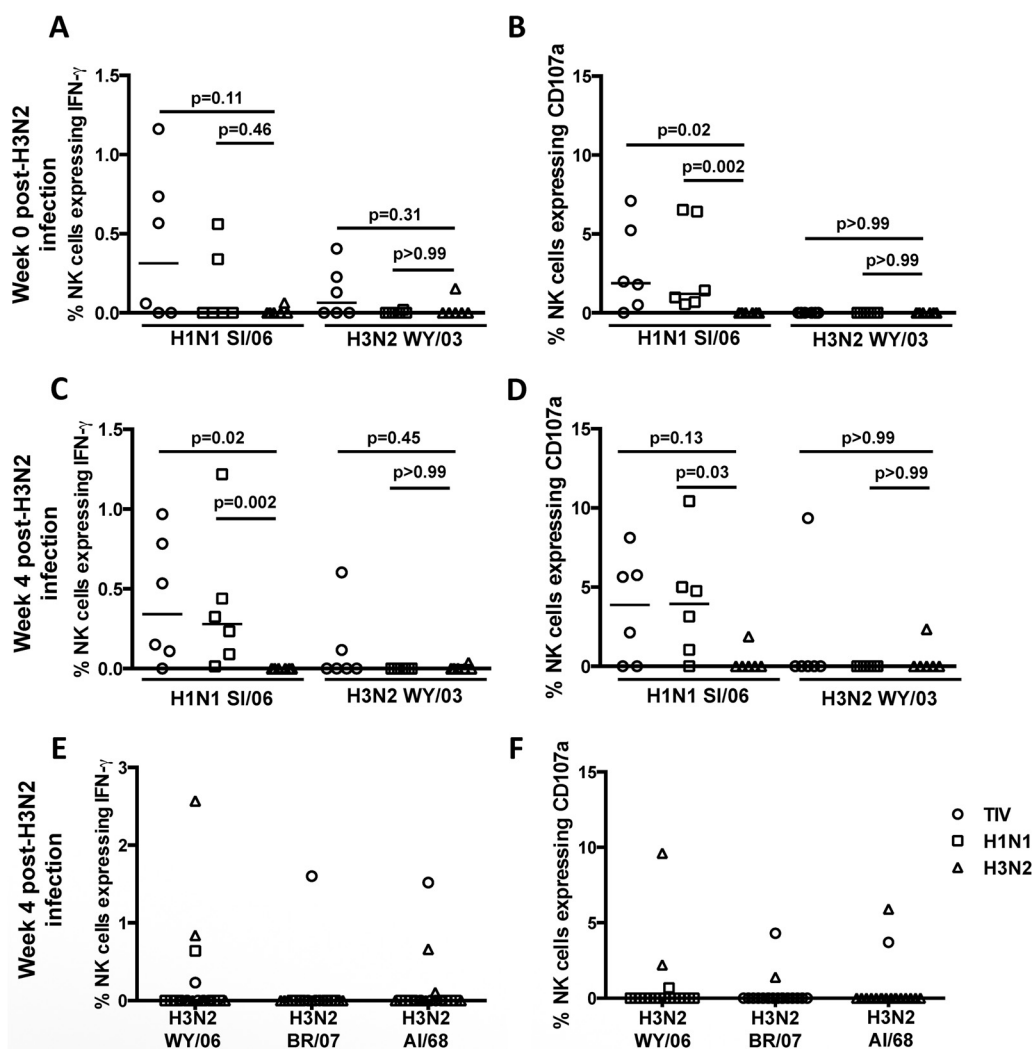 A
B
Week 0 post-H3N2
infection
% NK cells expressing IFN-γ
1.5
1.0
0.5
0.0
p=0.11
p=0.46
p=0.31
p>0.99
H1N1 SI/06
H3N2 WY/03
% NK cells expressing CD107a
15
10
5
0
p=0.02
p=0.002
p>0.99
p>0.99
H1N1 SI/06
H3N2 WY/03
C
D
Week 4 post-H3N2
infection
% NK cells expressing IFN-γ
1.5
1.0
0.5
0.0
p=0.02
p=0.45
p=0.002
p>0.99
H1N1 SI/06
H3N2 WY/03
% NK cells expressing CD107a
15
10
5
0
p=0.13
p>0.99
p=0.03
p>0.99
H1N1 SI/06
H3N2 WY/03
E
F
Week 4 post-H3N2
infection
% NK cells expressing IFN-γ
3
2
1
0
H3N2
WY/06
H3N2
BR/07
H3N2
AI/68
% NK cells expressing CD107a
15
10
5
0
H3N2
WY/06
H3N2
BR/07
H3N2
AI/68
TIV
H1N1
H3N2